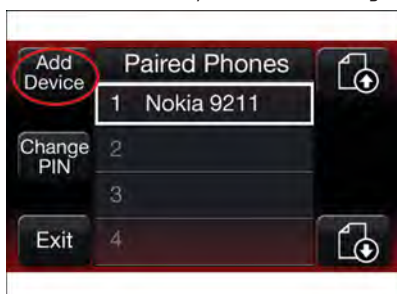 Add
Device
Paired Phones
1 Nokia 9211
Change
PIN
2
3
Exit
4